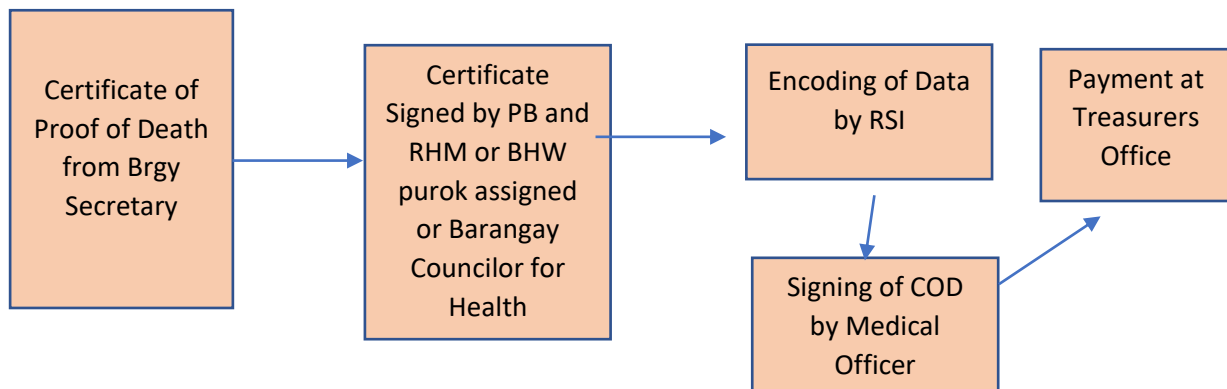 Certificate of
Proof of Death
from Brgy
Secretary
Certificate
Signed by PB and
RHM or BHW
purok assigned
or Barangay
Councilor for
Health
Encoding of Data
by RSI
Signing of COD
by Medical
Officer
Payment at
Treasurers
Office